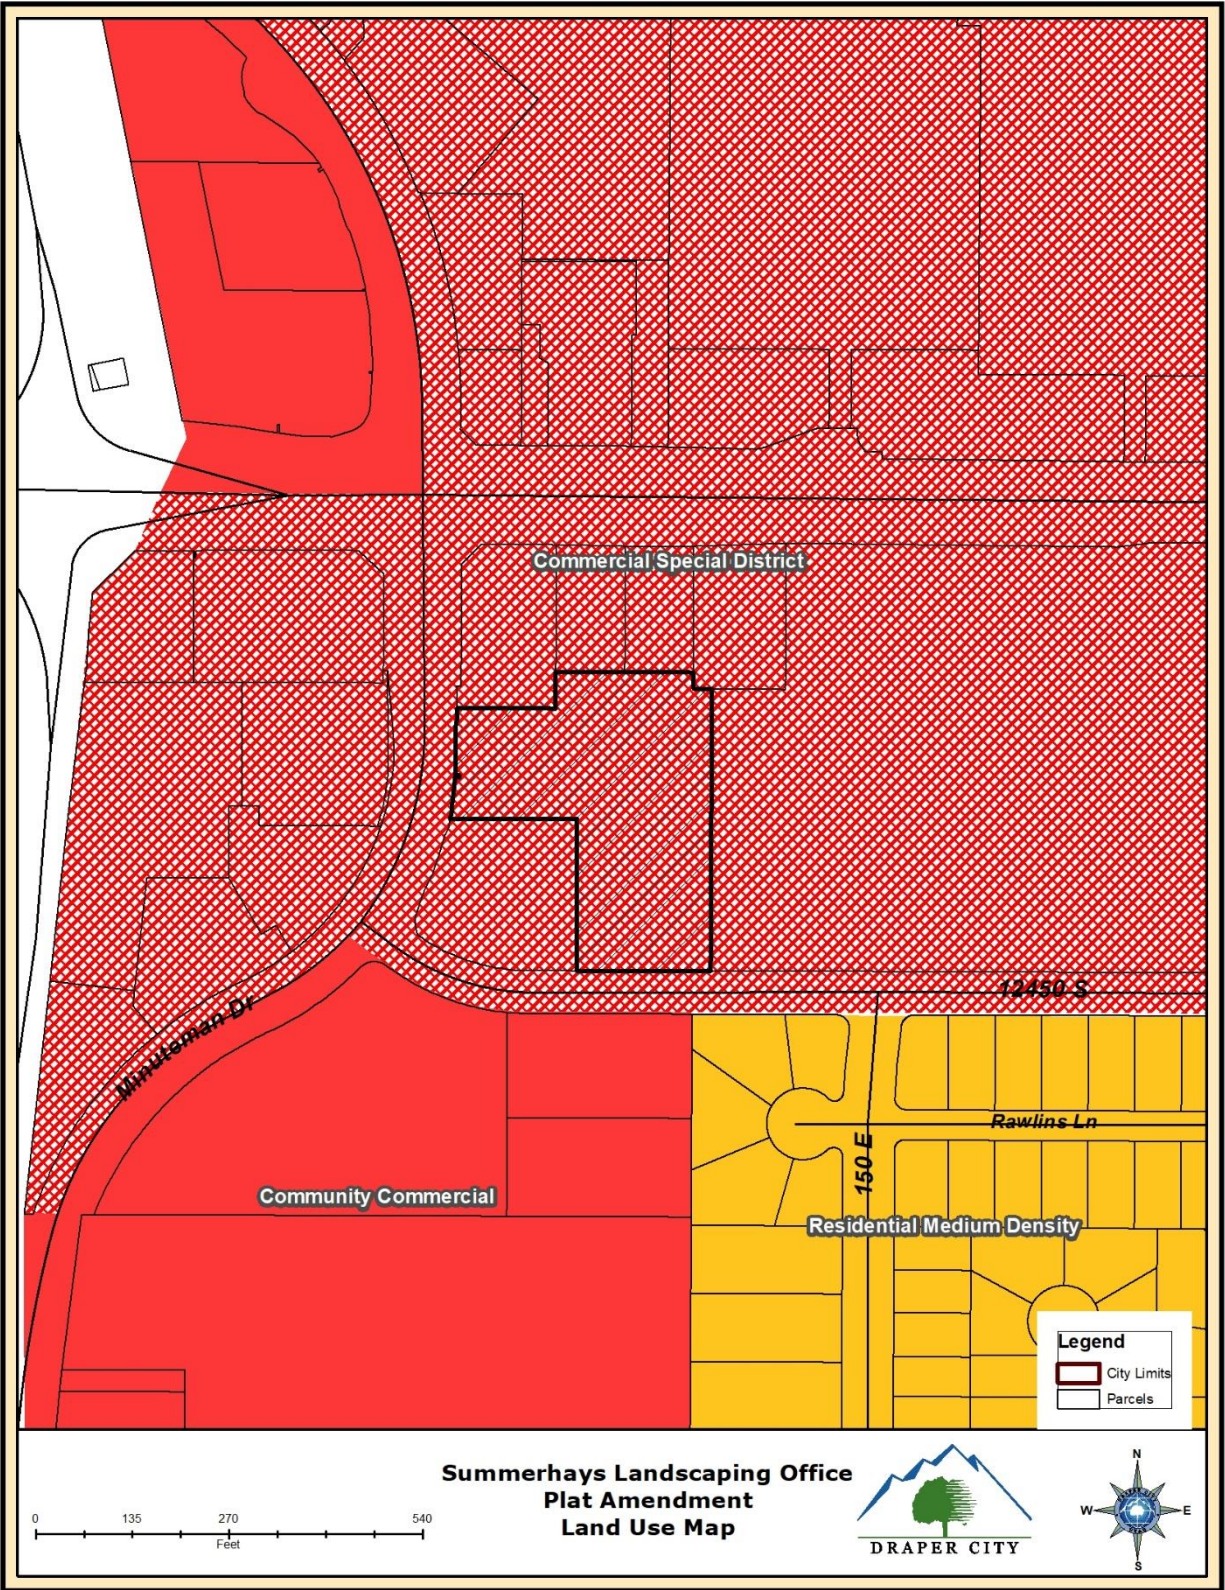 Commercial Special District
12450 S
Minuteman Dr
Rawlins Ln
150 E
Community Commercial
Residential Medium Density
Legend
City Limits
Parcels
Summerhays Landscaping Office
Plat Amendment
Land Use Map
0 135 270 540
Feet
DRAPER CITY
N
W E
S